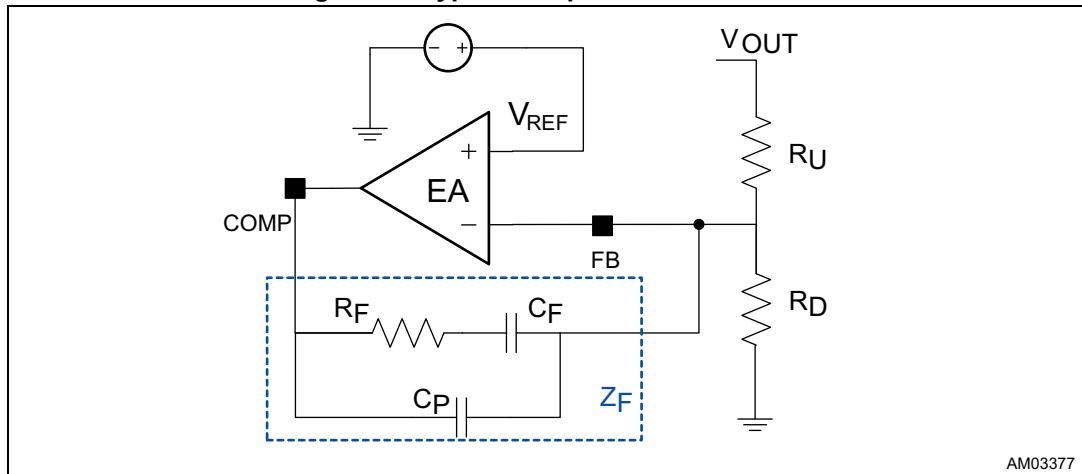 − +
VOUT
VREF
RU
+
EA
−
COMP
FB
RF
CF
RD
CP
ZF
AM03377